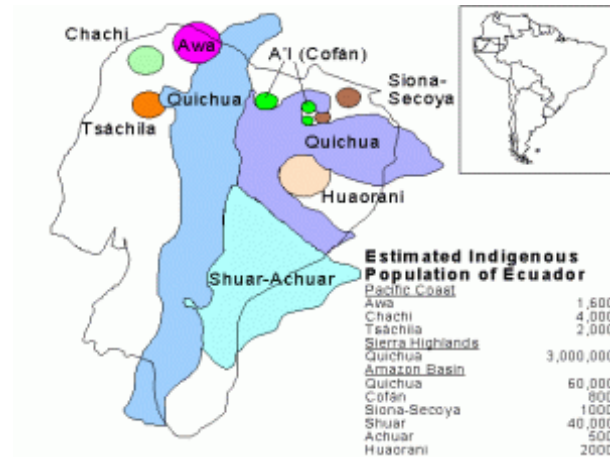 Chachi
Awa
A'I (Cofán)
Siona-
Secoya
Quichua
Tsáchila
Quichua
Huaorani
Shuar-Achuar
Estimated Indigenous
Population of Ecuador
Pacific Coast
Awa 1,600
Chachi 4,000
Tsáchila 2,000
Sierra Highlands
Quichua 3,000,000
Amazon Basin
Quichua 60,000
Cofán 800
Siona-Secoya 1000
Shuar 40,000
Achuar 500
Huaorani 2000